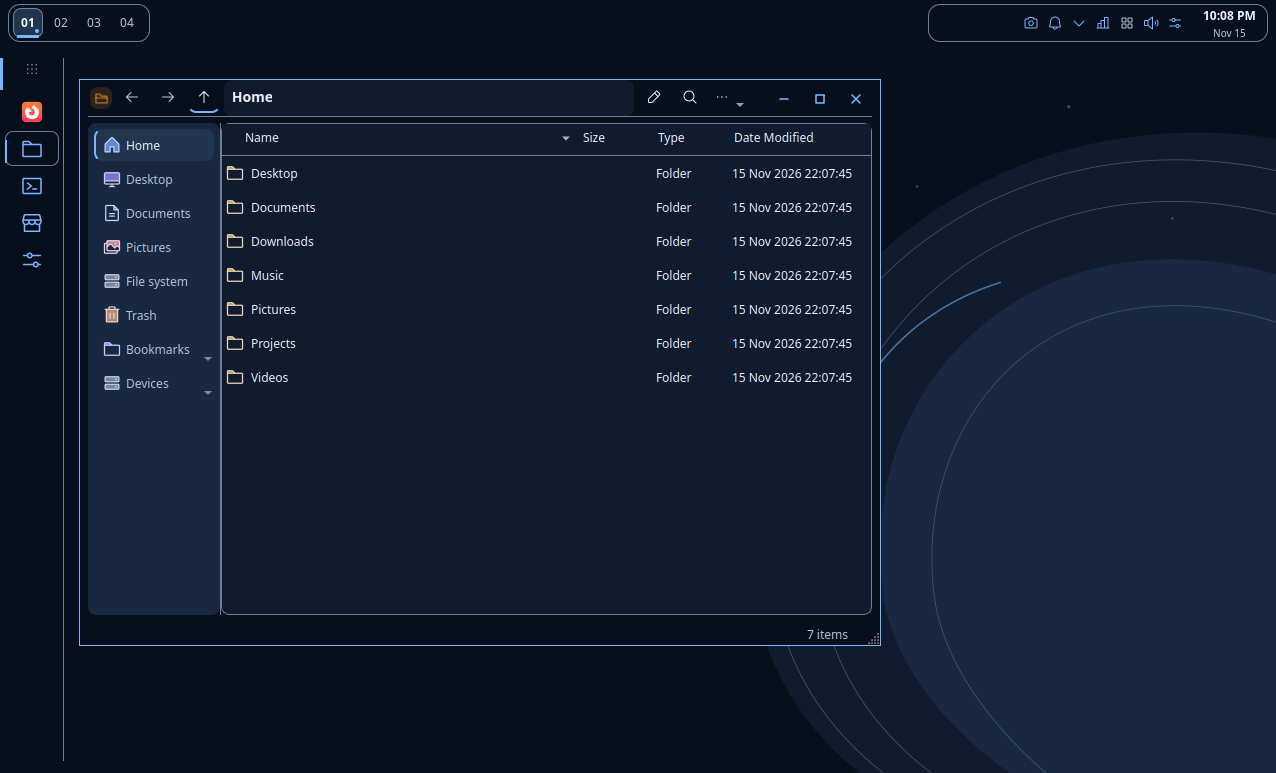 01 02 03 04
10:08 PM
Nov 15
Home
Name Size Type Date Modified
Home
Desktop
Documents
Pictures
File system
Trash
Bookmarks
Devices
Desktop Folder 15 Nov 2026 22:07:45
Documents Folder 15 Nov 2026 22:07:45
Downloads Folder 15 Nov 2026 22:07:45
Music Folder 15 Nov 2026 22:07:45
Pictures Folder 15 Nov 2026 22:07:45
Projects Folder 15 Nov 2026 22:07:45
Videos Folder 15 Nov 2026 22:07:45
7 items